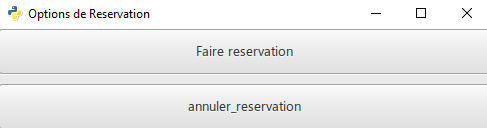 Options de Reservation
Faire reservation
annuler_reservation